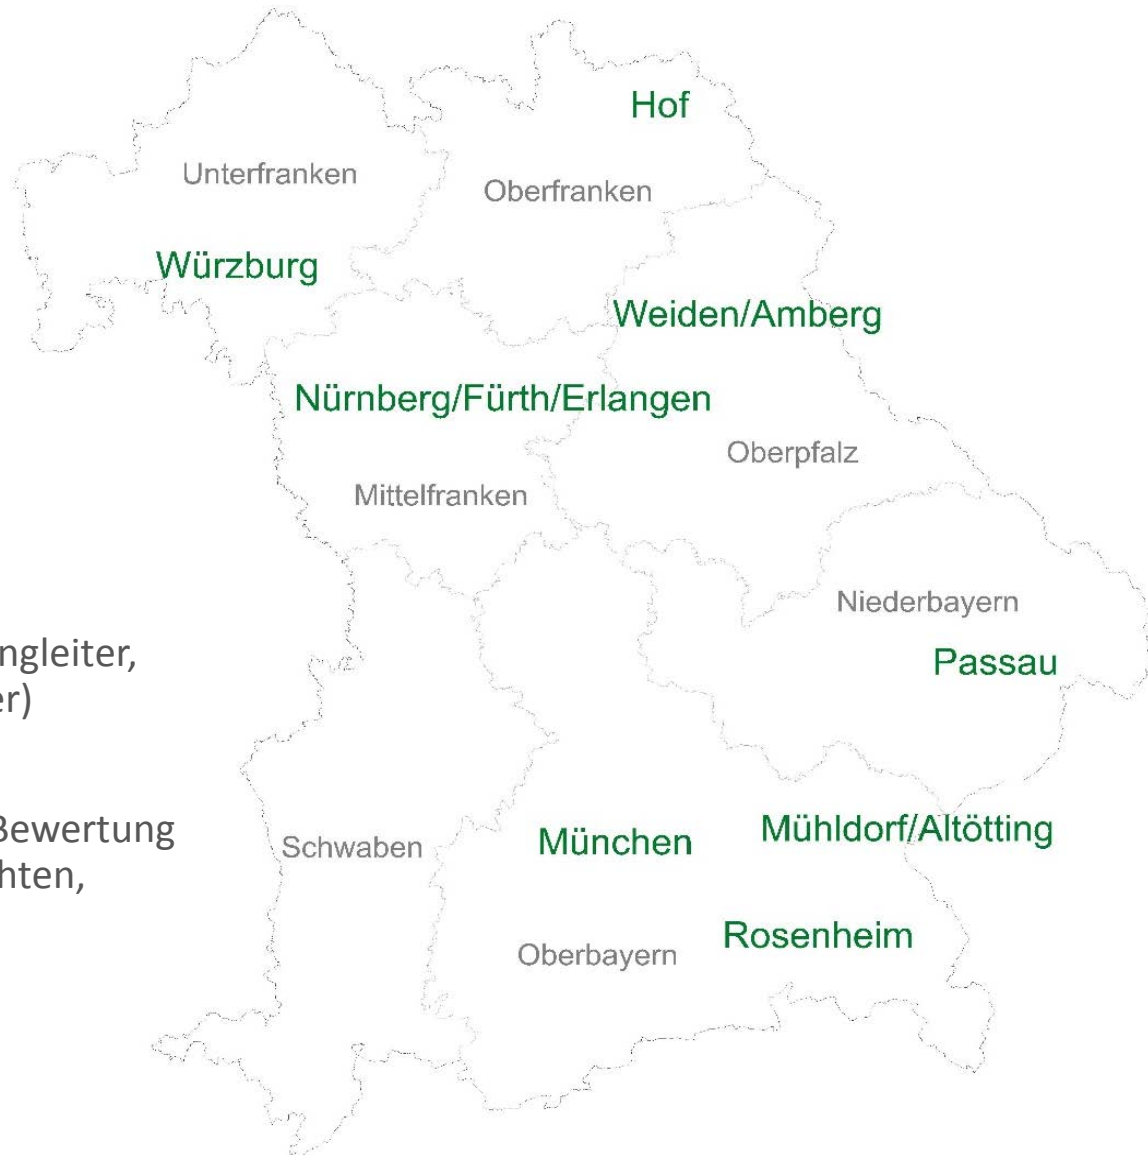 Hof
Unterfranken
Oberfranken
Würzburg
Weiden/Amberg
Nürnberg/Fürth/Erlangen
Oberpfalz
Mittelfranken
Niederbayern
ngleiter,
Passau
er)
Bewertung
Schwaben
München
Mühldorf/Altötting
hten,
Oberbayern
Rosenheim